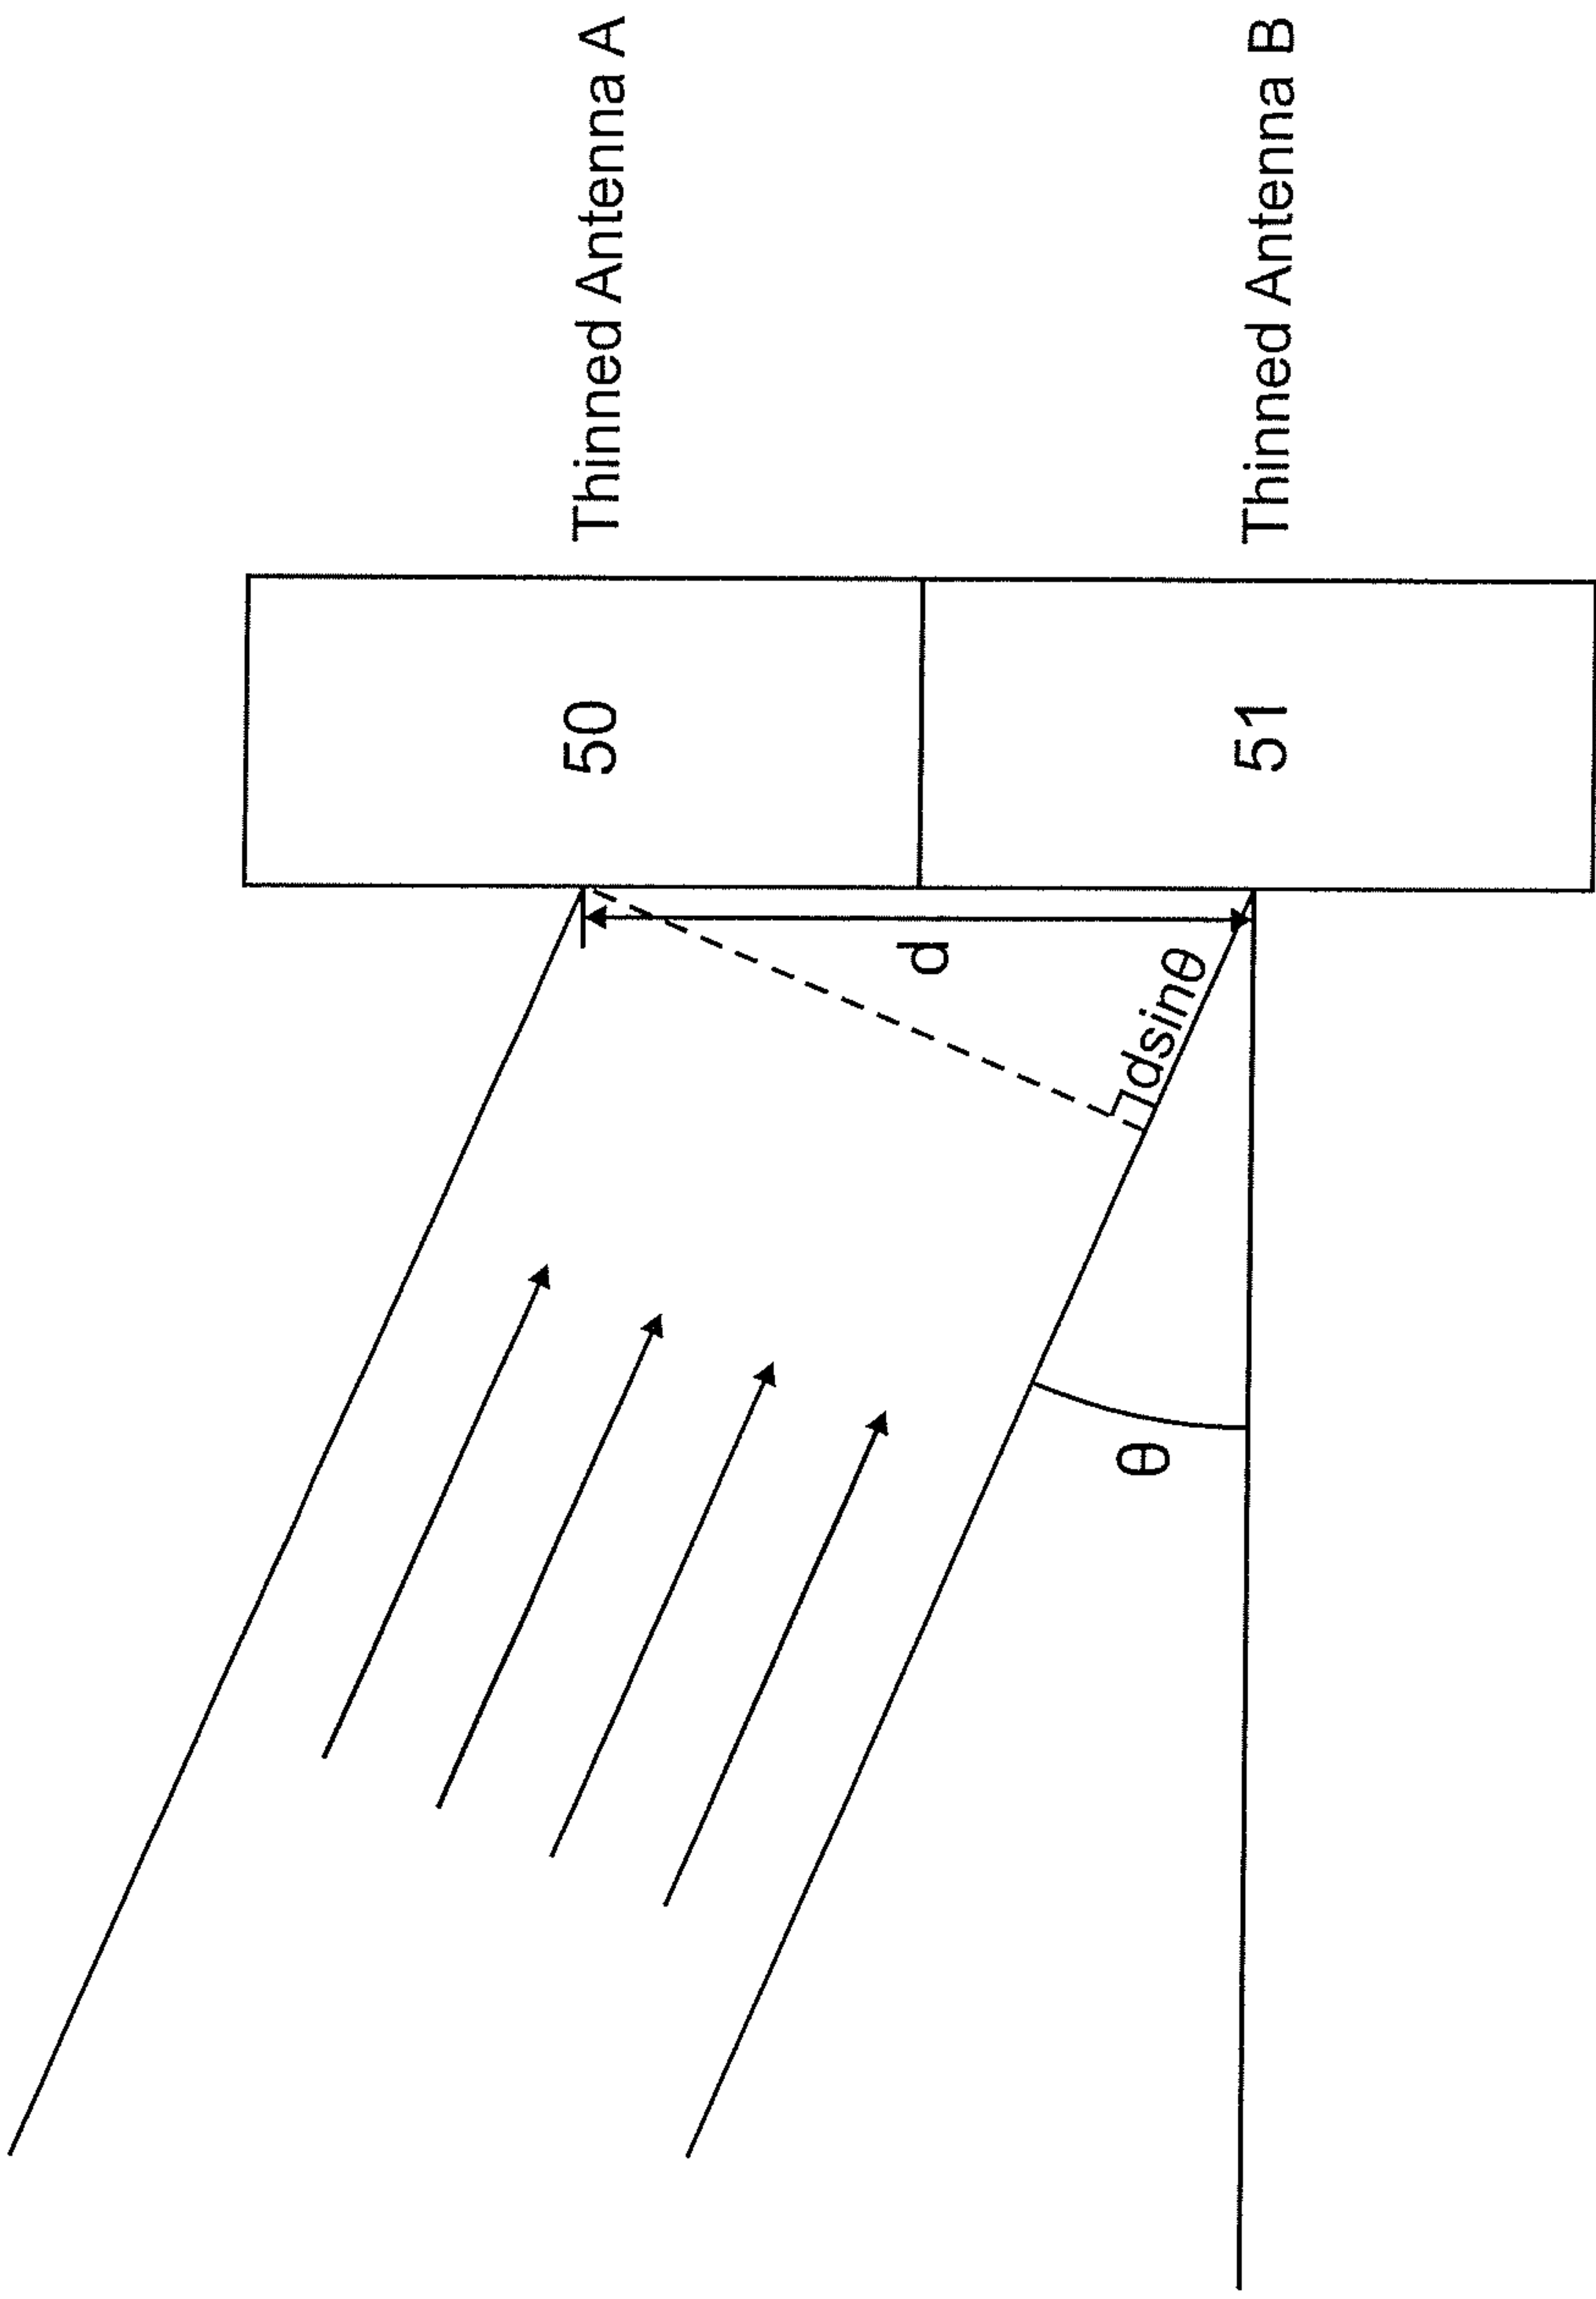 Thinned Antenna A
Thinned Antenna B
50
51
d
dsinθ
θ